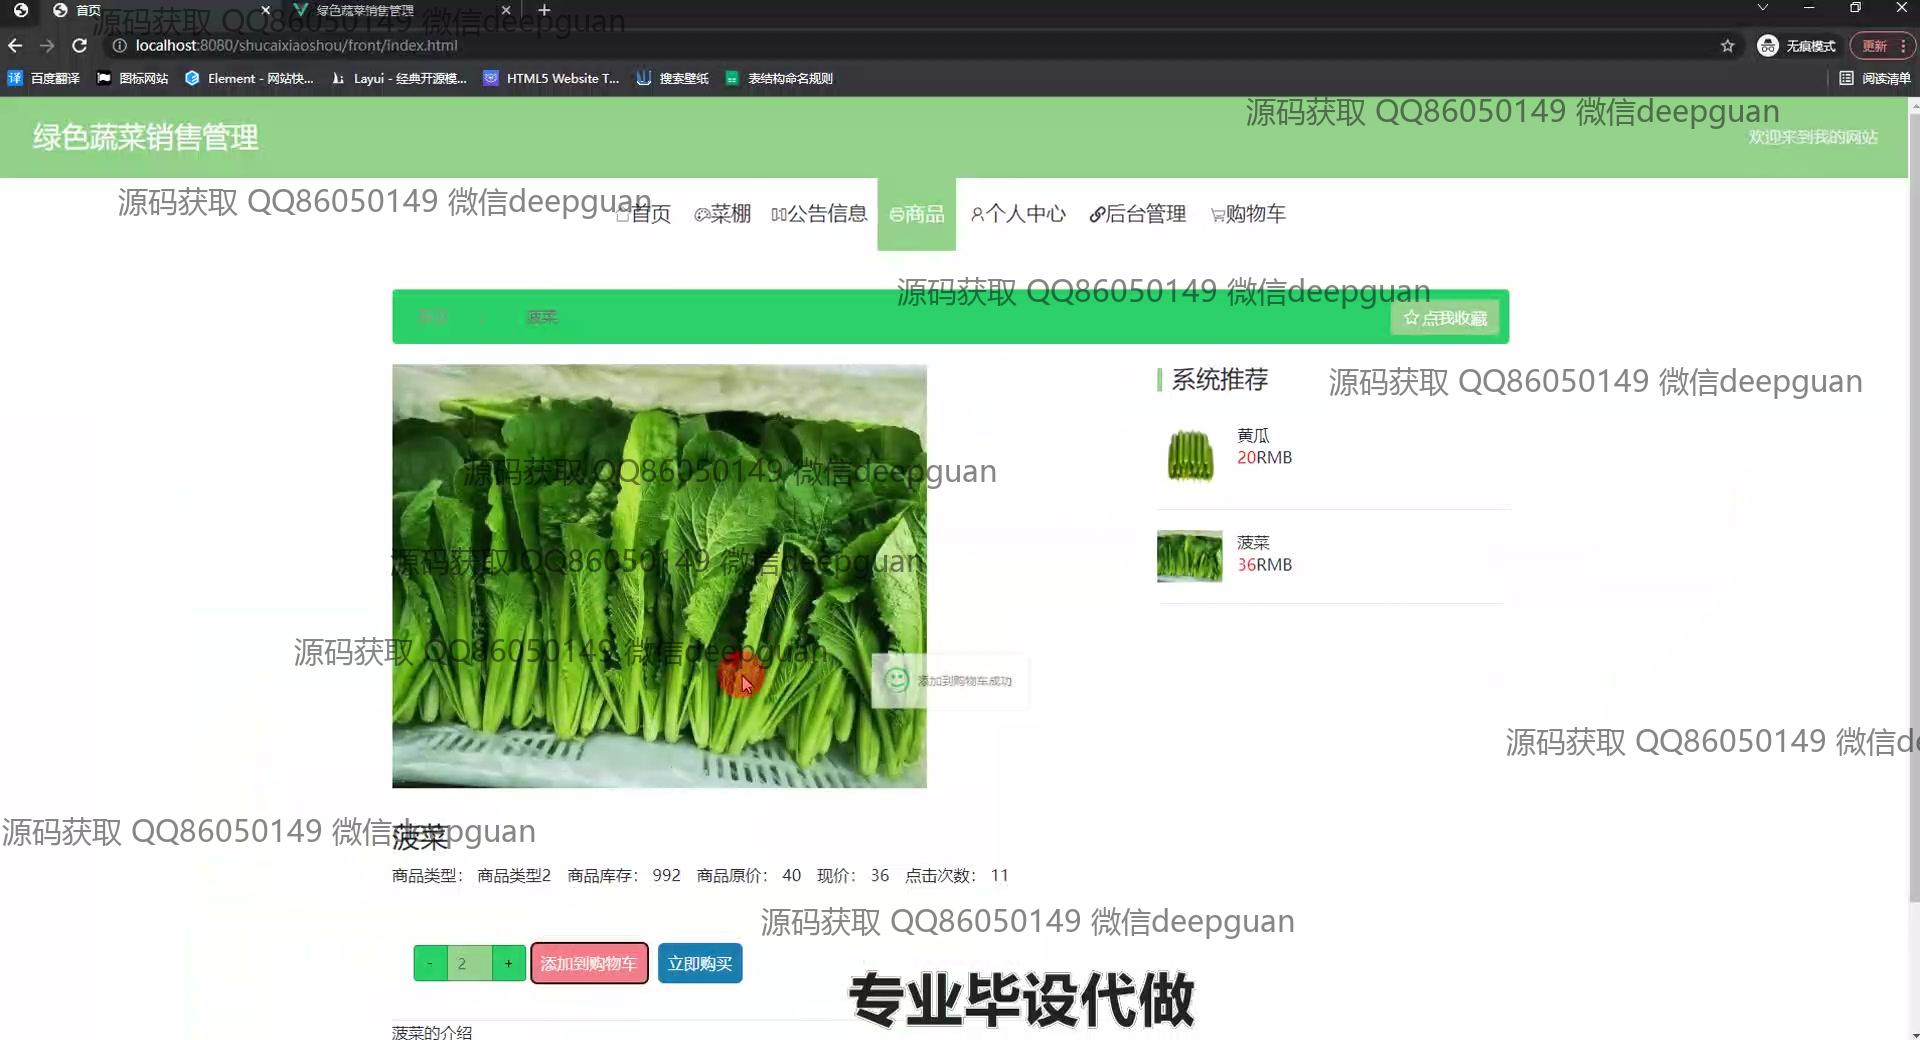 首页
绿色蔬菜销售管理
源码获取 QQ86050149 微信deepguan
localhost:8080/shucaixiaoshou/front/index.html
无痕模式
更新
百度翻译
图标网站
Element - 网站快...
Layui - 经典开源模...
HTML5 Website T...
搜索壁纸
表结构命名规则
阅读清单
源码获取 QQ86050149 微信deepguan
绿色蔬菜销售管理
欢迎来到我的网站
源码获取 QQ86050149 微信deepguan
首页
菜棚
公告信息
商品
个人中心
后台管理
购物车
源码获取 QQ86050149 微信deepguan
菠菜
点我收藏
系统推荐
源码获取 QQ86050149 微信deepguan
黄瓜
20RMB
源码获取 QQ86050149 微信deepguan
菠菜
36RMB
源码获取 QQ86050149 微信deepguan
源码获取 QQ86050149 微信deepguan
添加到购物车成功
源码获取 QQ86050149 微信de
源码获取 QQ86050149 微信deepguan
菠菜
商品类型： 商品类型2 商品库存： 992 商品原价： 40 现价： 36 点击次数： 11
源码获取 QQ86050149 微信deepguan
- 2 +
添加到购物车
立即购买
专业毕设代做
菠菜的介绍